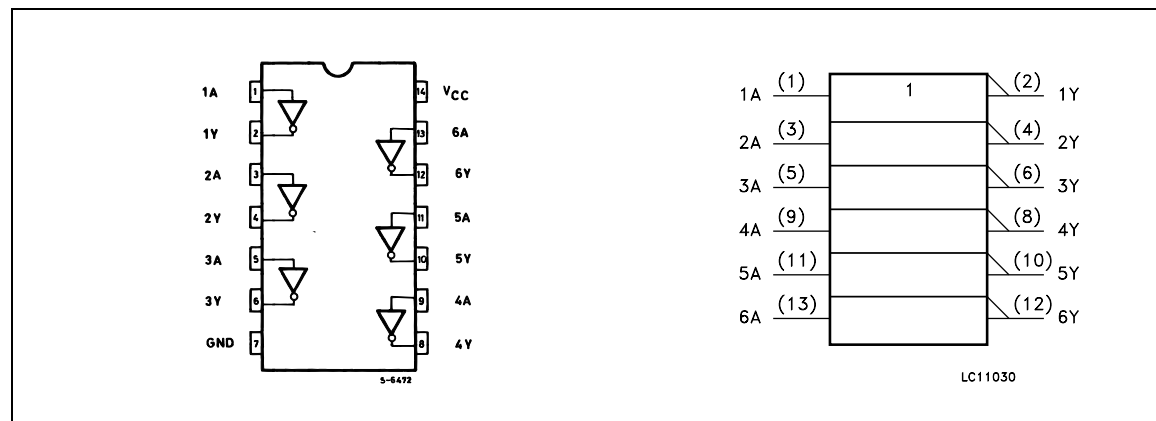 1A 1 14 VCC
1Y 2 13 6A
2A 3 12 6Y
2Y 4 11 5A
3A 5 10 5Y
3Y 6 9 4A
GND 7 8 4Y
S-6472
1A (1) 1 (2) 1Y
2A (3) (4) 2Y
3A (5) (6) 3Y
4A (9) (8) 4Y
5A (11) (10) 5Y
6A (13) (12) 6Y
LC11030